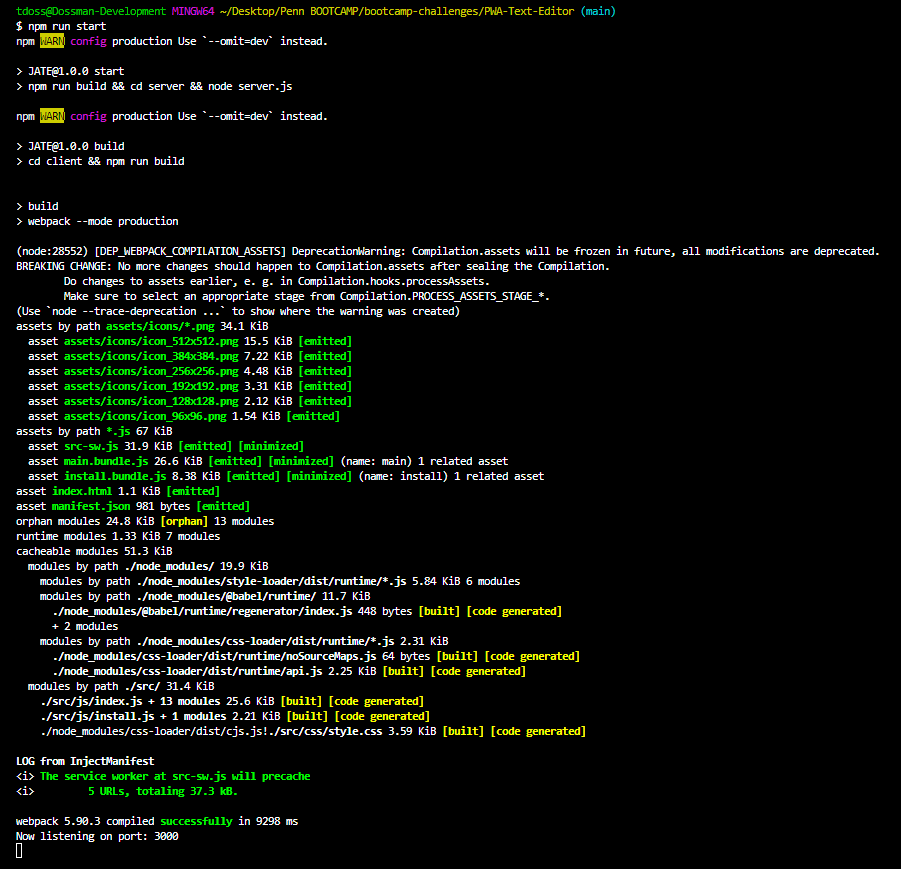 tdoss@Dossman-Development MINGW64 ~/Desktop/Penn BOOTCAMP/bootcamp-challenges/PWA-Text-Editor (main)
$ npm run start
npm WARN config production Use `--omit=dev` instead.

> JATE@1.0.0 start
> npm run build && cd server && node server.js

npm WARN config production Use `--omit=dev` instead.

> JATE@1.0.0 build
> cd client && npm run build


> build
> webpack --mode production

(node:28552) [DEP_WEBPACK_COMPILATION_ASSETS] DeprecationWarning: Compilation.assets will be frozen in future, all modifications are deprecated.
BREAKING CHANGE: No more changes should happen to Compilation.assets after sealing the Compilation.
        Do changes to assets earlier, e. g. in Compilation.hooks.processAssets.
        Make sure to select an appropriate stage from Compilation.PROCESS_ASSETS_STAGE_*.
(Use `node --trace-deprecation ...` to show where the warning was created)
assets by path assets/icons/*.png 34.1 KiB
  asset assets/icons/icon_512x512.png 15.5 KiB [emitted]
  asset assets/icons/icon_384x384.png 7.22 KiB [emitted]
  asset assets/icons/icon_256x256.png 4.48 KiB [emitted]
  asset assets/icons/icon_192x192.png 3.31 KiB [emitted]
  asset assets/icons/icon_128x128.png 2.12 KiB [emitted]
  asset assets/icons/icon_96x96.png 1.54 KiB [emitted]
assets by path *.js 67 KiB
  asset src-sw.js 31.9 KiB [emitted] [minimized]
  asset main.bundle.js 26.6 KiB [emitted] [minimized] (name: main) 1 related asset
  asset install.bundle.js 8.38 KiB [emitted] [minimized] (name: install) 1 related asset
asset index.html 1.1 KiB [emitted]
asset manifest.json 981 bytes [emitted]
orphan modules 24.8 KiB [orphan] 13 modules
runtime modules 1.33 KiB 7 modules
cacheable modules 51.3 KiB
  modules by path ./node_modules/ 19.9 KiB
    modules by path ./node_modules/style-loader/dist/runtime/*.js 5.84 KiB 6 modules
    modules by path ./node_modules/@babel/runtime/ 11.7 KiB
      ./node_modules/@babel/runtime/regenerator/index.js 448 bytes [built] [code generated]
      + 2 modules
    modules by path ./node_modules/css-loader/dist/runtime/*.js 2.31 KiB
      ./node_modules/css-loader/dist/runtime/noSourceMaps.js 64 bytes [built] [code generated]
      ./node_modules/css-loader/dist/runtime/api.js 2.25 KiB [built] [code generated]
  modules by path ./src/ 31.4 KiB
    ./src/js/index.js + 13 modules 25.6 KiB [built] [code generated]
    ./src/js/install.js + 1 modules 2.21 KiB [built] [code generated]
    ./node_modules/css-loader/dist/cjs.js!./src/css/style.css 3.59 KiB [built] [code generated]

LOG from InjectManifest
<i> The service worker at src-sw.js will precache
<i>         5 URLs, totaling 37.3 kB.

webpack 5.90.3 compiled successfully in 9298 ms
Now listening on port: 3000